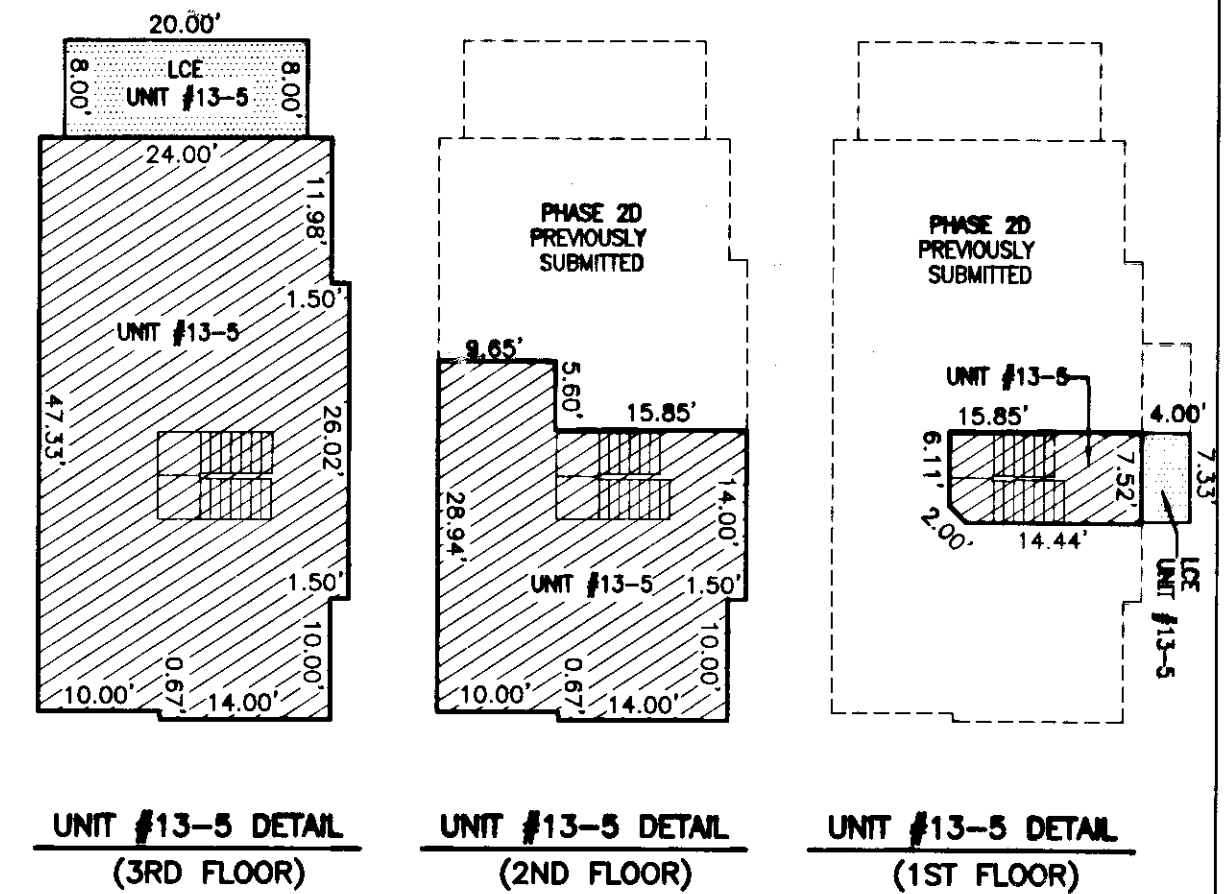 20.00'
8.00'
LCE
UNIT #13-5
8.00'
24.00'
11.98'
1.50'
UNIT #13-5
47.33'
26.02'
1.50'
10.00'
0.67'
10.00'
14.00'
UNIT #13-5 DETAIL
(3RD FLOOR)
PHASE 2D
PREVIOUSLY
SUBMITTED
9.65'
5.60'
15.85'
28.94'
14.00'
UNIT #13-5
1.50'
10.00'
0.67'
10.00'
14.00'
UNIT #13-5 DETAIL
(2ND FLOOR)
PHASE 2D
PREVIOUSLY
SUBMITTED
UNIT #13-5
15.85'
4.00'
6.11'
7.52'
7.33'
2.00'
14.44'
LCE
UNIT #13-5
UNIT #13-5 DETAIL
(1ST FLOOR)